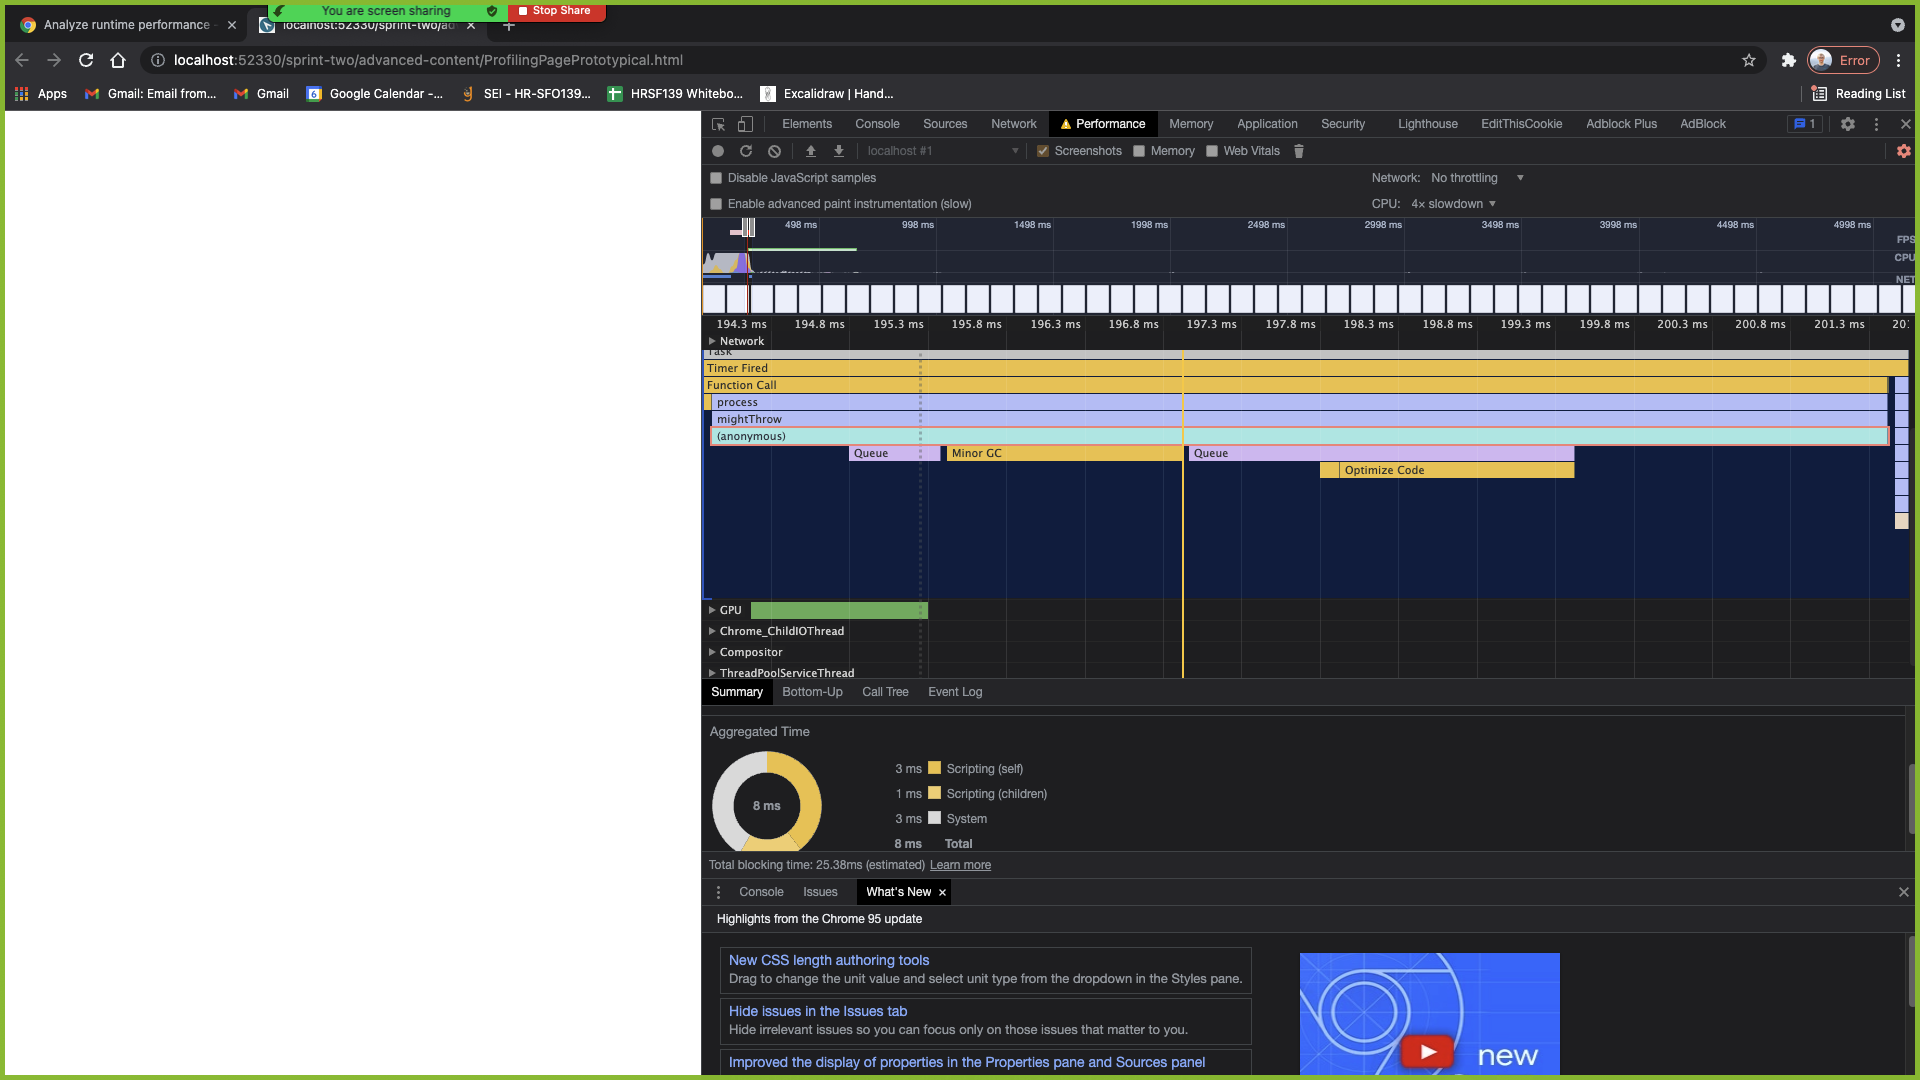 You are screen sharing
Stop Share
Analyze runtime performance -
localhost:52330/sprint-two/ad
localhost:52330/sprint-two/advanced-content/ProfilingPagePrototypical.html
Error
Apps
Gmail: Email from...
Gmail
Google Calendar -...
SEI - HR-SFO139...
HRSF139 Whitebo...
Excalidraw | Hand...
Reading List
Elements Console Sources Network Performance Memory Application Security Lighthouse EditThisCookie Adblock Plus AdBlock 1
localhost #1 Screenshots Memory Web Vitals
Disable JavaScript samples
Network: No throttling
Enable advanced paint instrumentation (slow)
CPU: 4× slowdown
498 ms 998 ms 1498 ms 1998 ms 2498 ms 2998 ms 3498 ms 3998 ms 4498 ms 4998 ms
FPS
CPU
NET
194.3 ms 194.8 ms 195.3 ms 195.8 ms 196.3 ms 196.8 ms 197.3 ms 197.8 ms 198.3 ms 198.8 ms 199.3 ms 199.8 ms 200.3 ms 200.8 ms 201.3 ms 201
Network
Task
Timer Fired
Function Call
process
mightThrow
(anonymous)
Queue Minor GC Queue
Optimize Code
GPU
Chrome_ChildIOThread
Compositor
ThreadPoolServiceThread
Summary Bottom-Up Call Tree Event Log
Aggregated Time
8 ms
3 ms Scripting (self)
1 ms Scripting (children)
3 ms System
8 ms Total
Total blocking time: 25.38ms (estimated) Learn more
Console Issues What's New
Highlights from the Chrome 95 update
New CSS length authoring tools
Drag to change the unit value and select unit type from the dropdown in the Styles pane.
Hide issues in the Issues tab
Hide irrelevant issues so you can focus only on those issues that matter to you.
Improved the display of properties in the Properties pane and Sources panel
new